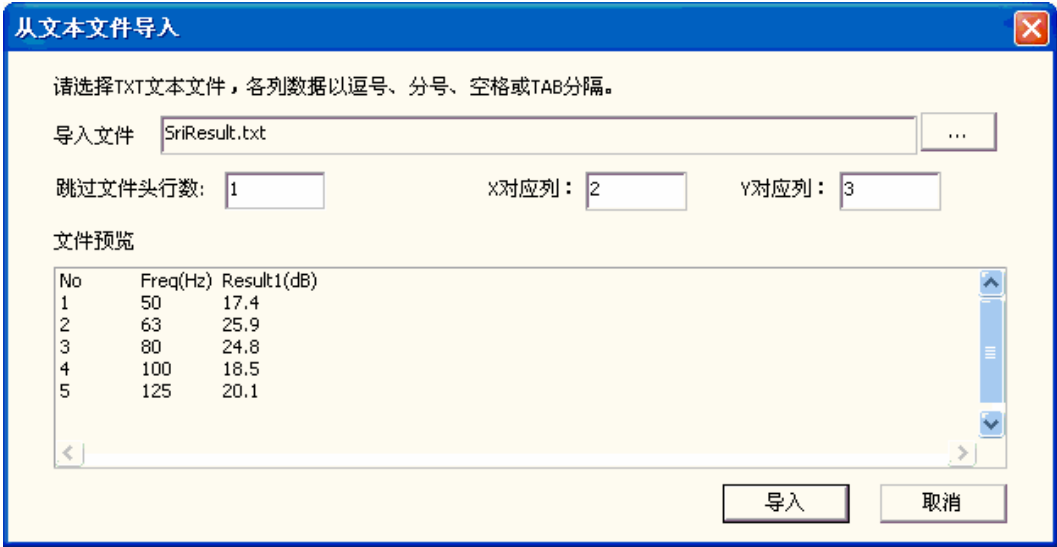 从文本文件导入
请选择TXT文本文件，各列数据以逗号、分号、空格或TAB分隔。
导入文件 SriResult.txt ...
跳过文件头行数: 1 X对应列： 2 Y对应列： 3
文件预览
No Freq(Hz) Result1(dB)
1 50 17.4
2 63 25.9
3 80 24.8
4 100 18.5
5 125 20.1
导入 取消